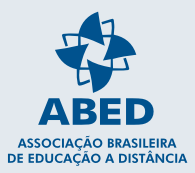 ABED
ASSOCIAÇÃO BRASILEIRA
DE EDUCAÇÃO A DISTÂNCIA